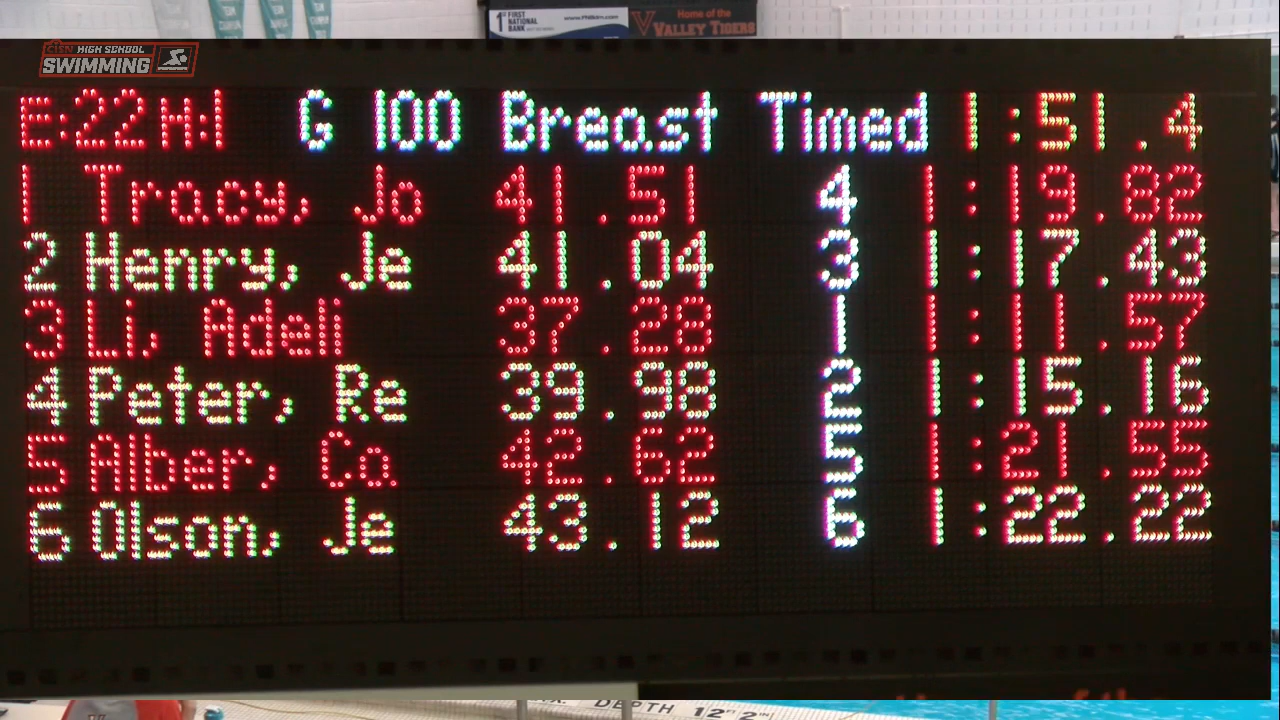 1 FIRST NATIONAL BANK
Home of the
VALLEY TIGERS
CISN HIGH SCHOOL
SWIMMING
E:22 H:1 G 100 Breast Timed 1:51.4
1 Tracy, Jo 41.51 4 1:19.82
2 Henry, Je 41.04 3 1:17.43
3 Li, Adeli 37.28 1 1:11.57
4 Peter, Re 39.98 2 1:15.16
5 Alber, Ca 42.62 5 1:21.55
6 Olson, Je 43.12 6 1:22.22
DEPTH 12' 2"